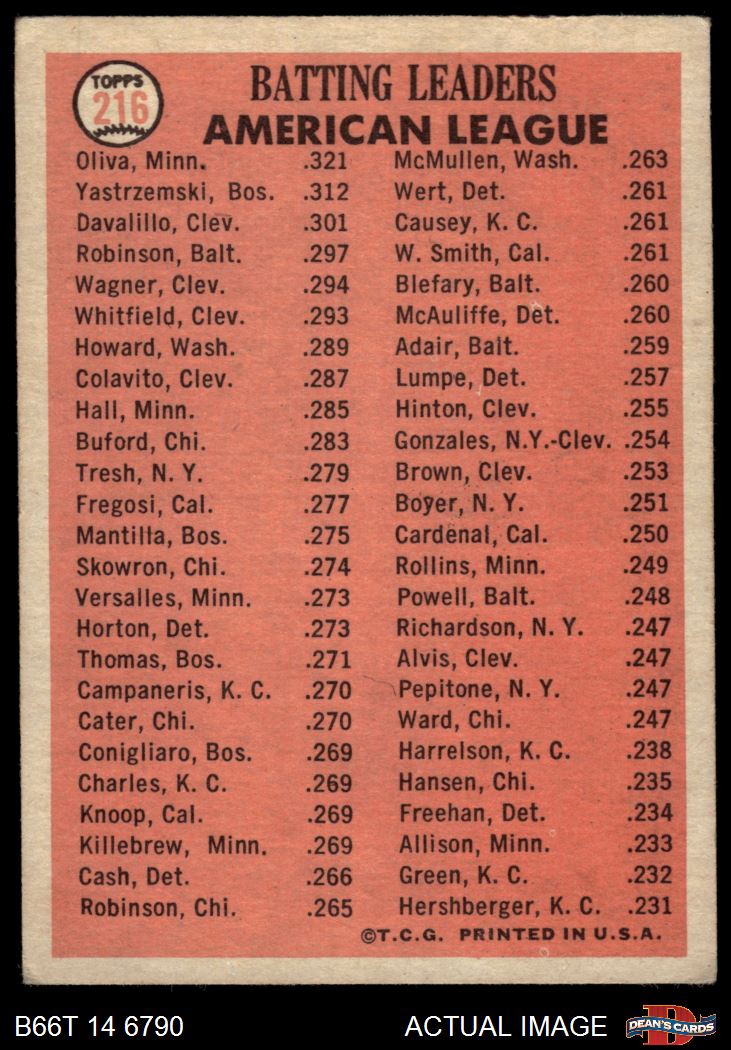 TOPPS
216
BATTING LEADERS
AMERICAN LEAGUE
Oliva, Minn. .321
Yastrzemski, Bos. .312
Davalillo, Clev. .301
Robinson, Balt. .297
Wagner, Clev. .294
Whitfield, Clev. .293
Howard, Wash. .289
Colavito, Clev. .287
Hall, Minn. .285
Buford, Chi. .283
Tresh, N. Y. .279
Fregosi, Cal. .277
Mantilla, Bos. .275
Skowron, Chi. .274
Versalles, Minn. .273
Horton, Det. .273
Thomas, Bos. .271
Campaneris, K. C. .270
Cater, Chi. .270
Conigliaro, Bos. .269
Charles, K. C. .269
Knoop, Cal. .269
Killebrew, Minn. .269
Cash, Det. .266
Robinson, Chi. .265
McMullen, Wash. .263
Wert, Det. .261
Causey, K. C. .261
W. Smith, Cal. .261
Blefary, Balt. .260
McAuliffe, Det. .260
Adair, Balt. .259
Lumpe, Det. .257
Hinton, Clev. .255
Gonzales, N.Y.-Clev. .254
Brown, Clev. .253
Boyer, N. Y. .251
Cardenal, Cal. .250
Rollins, Minn. .249
Powell, Balt. .248
Richardson, N. Y. .247
Alvis, Clev. .247
Pepitone, N. Y. .247
Ward, Chi. .247
Harrelson, K. C. .238
Hansen, Chi. .235
Freehan, Det. .234
Allison, Minn. .233
Green, K. C. .232
Hershberger, K. C. .231
©T.C.G. PRINTED IN U.S.A.
B66T 14 6790
ACTUAL IMAGE
D
DEAN'S CARDS